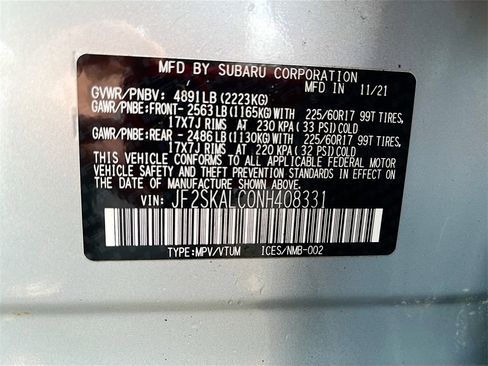 MFD BY SUBARU CORPORATION
MADE IN JAPAN 11/21
GVWR/PNBV: 4891LB (2223KG)
GAWR/PNBE:FRONT- 2563LB (1165KG) WITH 225/60R17 99T TIRES,
17X7J RIMS AT 230 KPA (33 PSI) COLD
GAWR/PNBE:REAR - 2486LB (1130KG) WITH 225/60R17 99T TIRES,
17X7J RIMS AT 220 KPA (32 PSI) COLD
THIS VEHICLE CONFORMS TO ALL APPLICABLE FEDERAL MOTOR
VEHICLE SAFETY AND THEFT PREVENTION STANDARDS IN EFFECT
ON THE DATE OF MANUFACTURE SHOWN ABOVE.
VIN: JF2SKALC0NH408331
TYPE:MPV/VTUM ICES/NMB-002